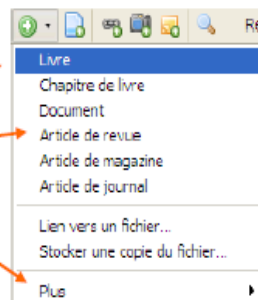 Livre
Chapitre de livre
Document
Article de revue
Article de magazine
Article de journal
Lien vers un fichier...
Stocker une copie du fichier...
Plus